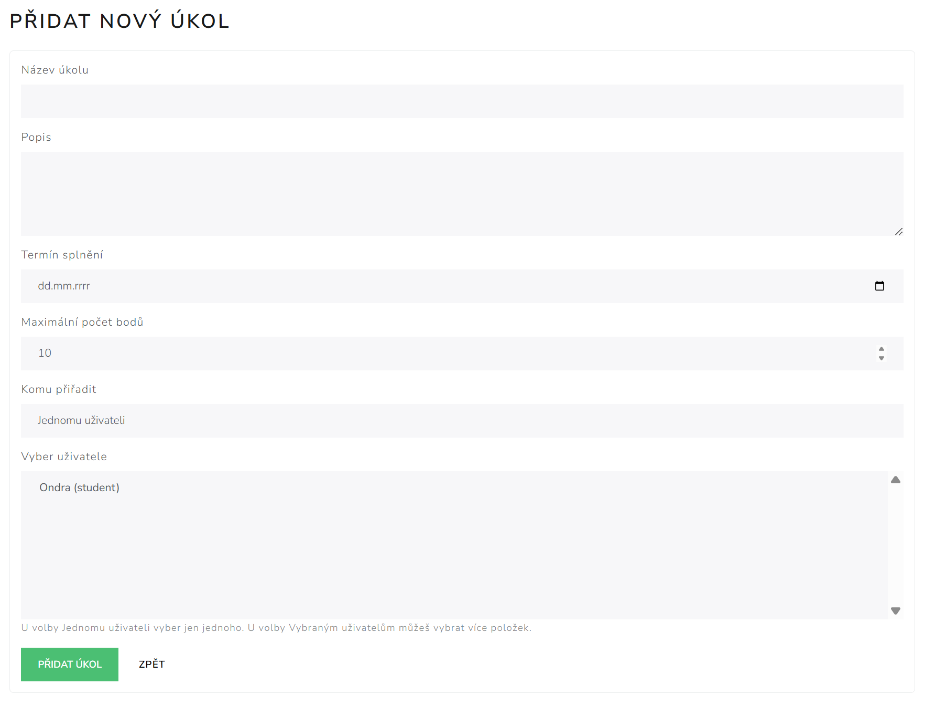 PŘIDAT NOVÝ ÚKOL
Název úkolu
Popis
Termín splnění
dd.mm.rrrr
Maximální počet bodů
10
Komu přiřadit
Jednomu uživateli
Vyber uživatele
Ondra (student)
U volby Jednomu uživateli vyber jen jednoho. U volby Vybraným uživatelům můžeš vybrat více položek.
PŘIDAT ÚKOL ZPĚT